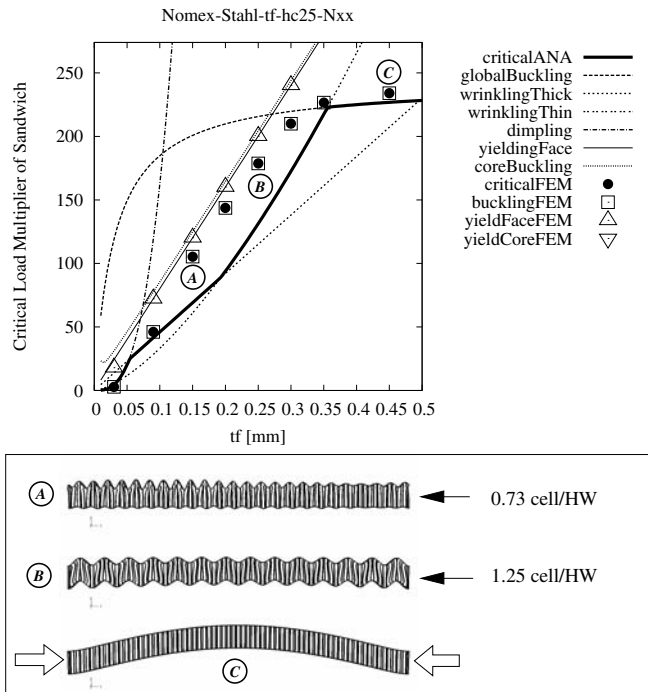 Nomex-Stahl-tf-hc25-Nxx
Critical Load Multiplier of Sandwich
250
200
150
100
50
0
0 0.05 0.1 0.15 0.2 0.25 0.3 0.35 0.4 0.45 0.5
tf [mm]
A
B
C
criticalANA
globalBuckling
wrinklingThick
wrinklingThin
dimpling
yieldingFace
coreBuckling
criticalFEM
bucklingFEM
yieldFaceFEM
yieldCoreFEM
A 0.73 cell/HW
B 1.25 cell/HW
C